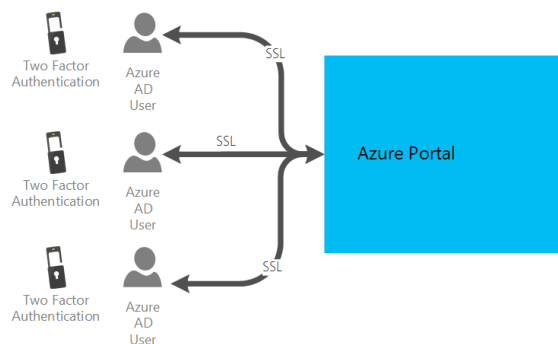 Two Factor
Authentication
Azure
AD
User
SSL
Two Factor
Authentication
Azure
AD
User
SSL
Azure Portal
Two Factor
Authentication
Azure
AD
User
SSL